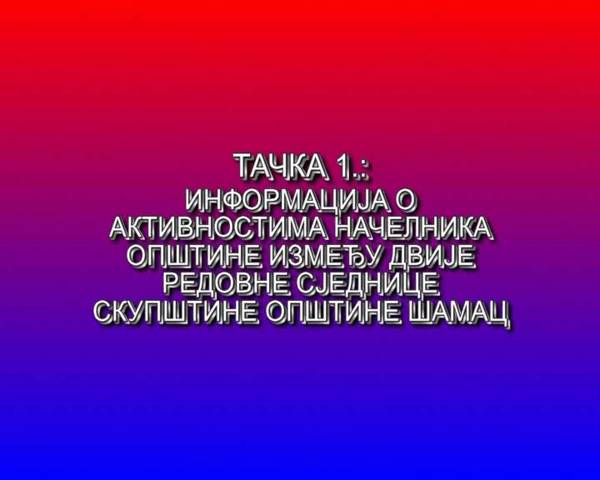 ТАЧКА 1.:
ИНФОРМАЦИЈА О
АКТИВНОСТИМА НАЧЕЛНИКА
ОПШТИНЕ ИЗМЕЂУ ДВИЈЕ
РЕДОВНЕ СЈЕДНИЦЕ
СКУПШТИНЕ ОПШТИНЕ ШАМАЦ